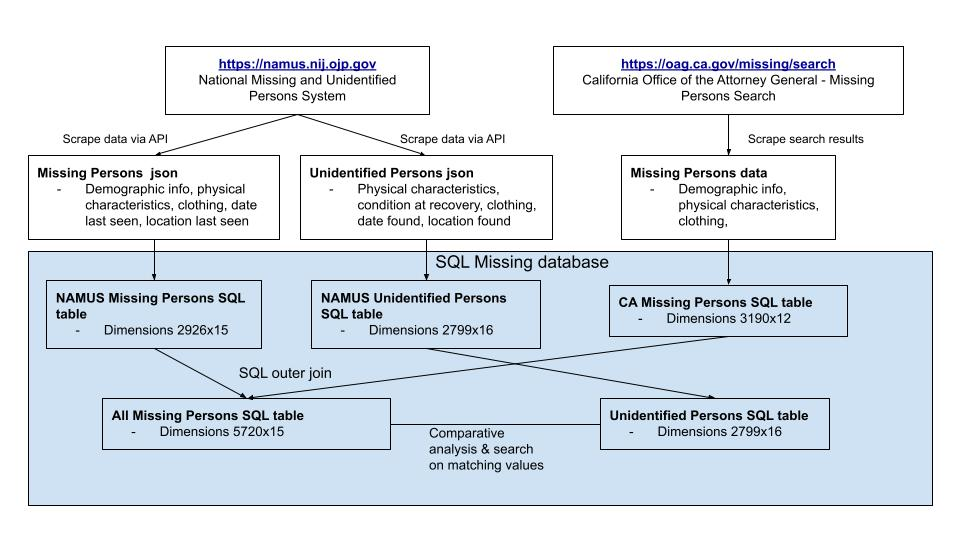 https://namus.nij.ojp.gov
National Missing and Unidentified
Persons System
https://oag.ca.gov/missing/search
California Office of the Attorney General - Missing
Persons Search
Scrape data via API
Scrape data via API
Scrape search results
Missing Persons  json
- Demographic info, physical
characteristics, clothing, date
last seen, location last seen
Unidentified Persons json
- Physical characteristics,
condition at recovery, clothing,
date found, location found
Missing Persons data
- Demographic info,
physical characteristics,
clothing,
SQL Missing database
NAMUS Missing Persons SQL
table
- Dimensions 2926x15
NAMUS Unidentified Persons
SQL table
- Dimensions 2799x16
CA Missing Persons SQL table
- Dimensions 3190x12
SQL outer join
All Missing Persons SQL table
- Dimensions 5720x15
Comparative
analysis & search
on matching values
Unidentified Persons SQL table
- Dimensions 2799x16